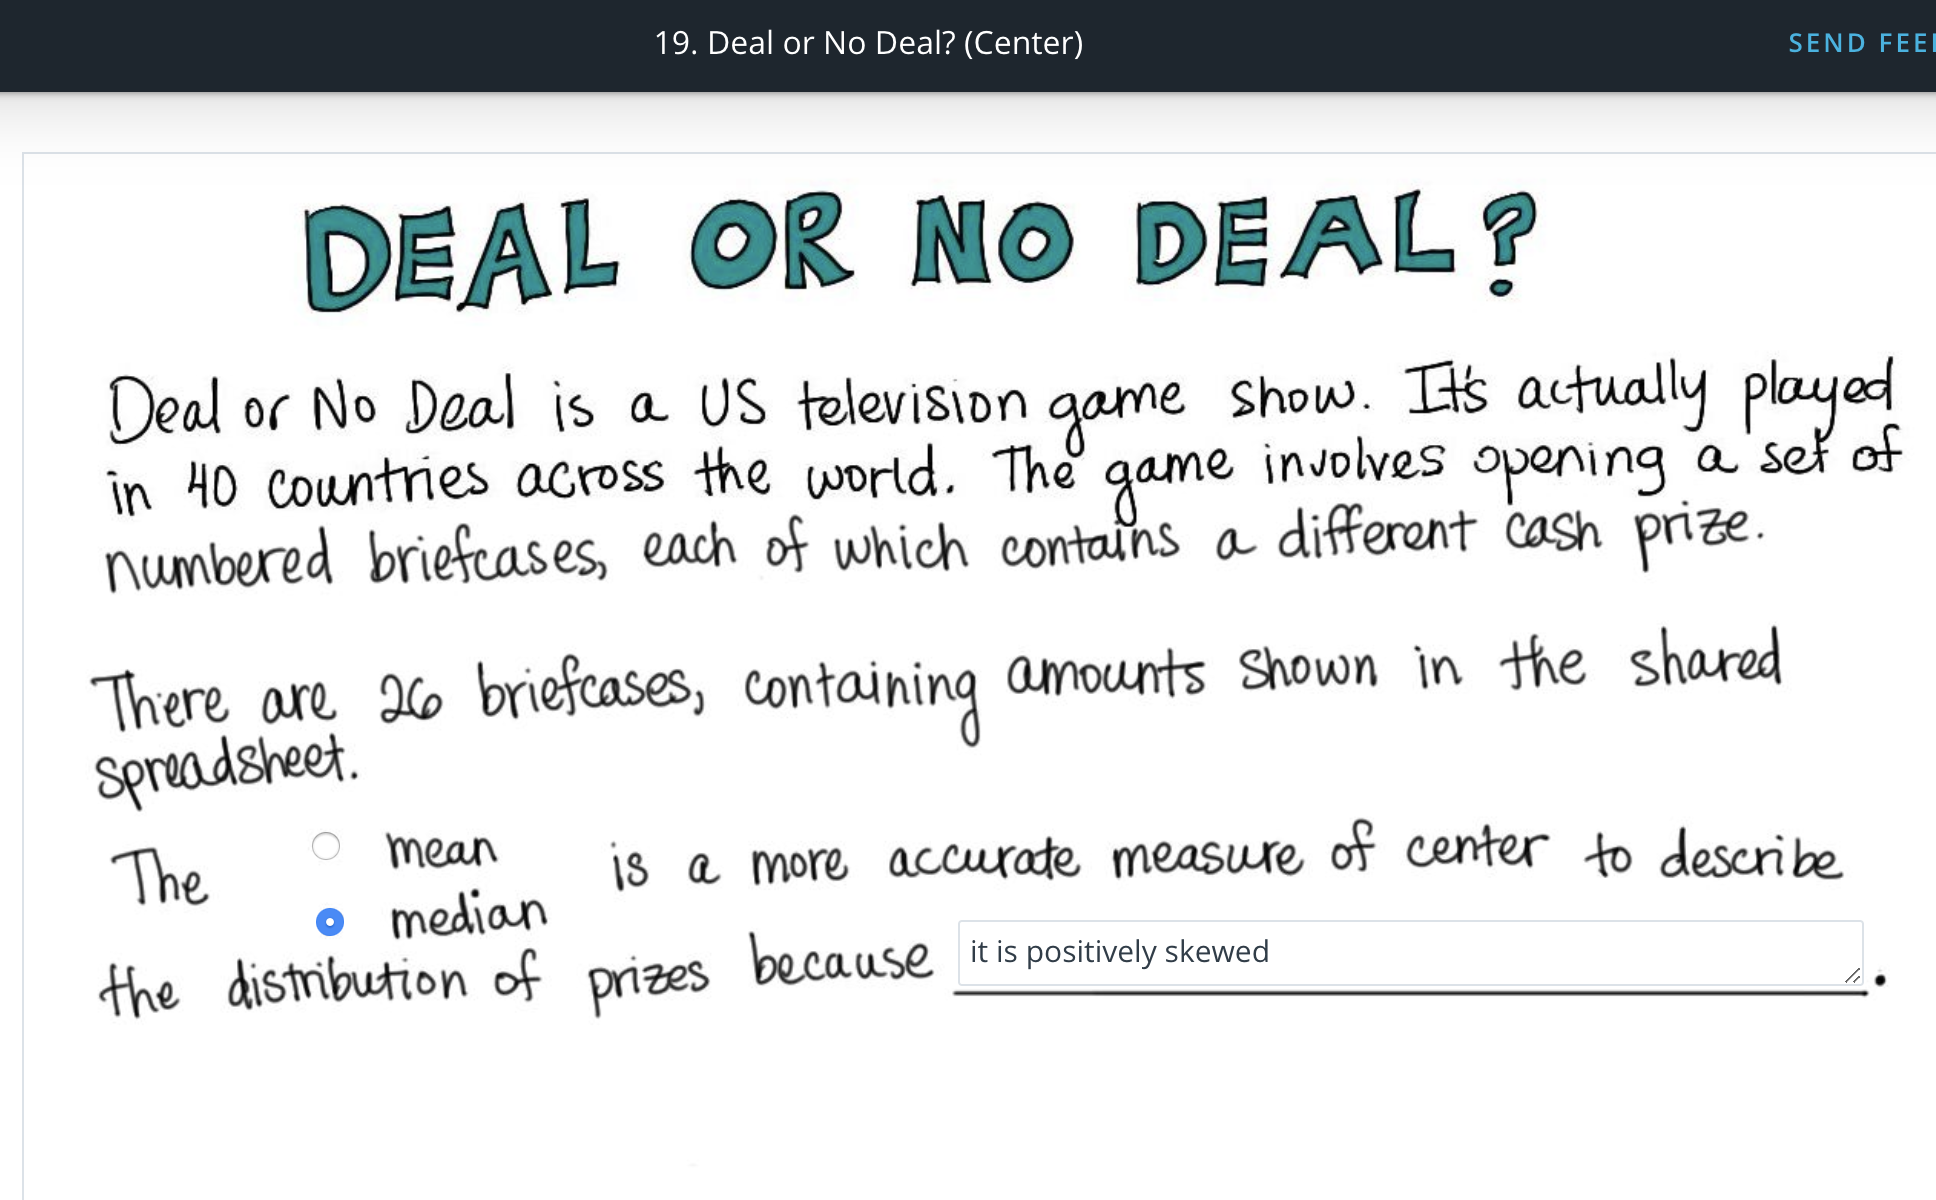 19. Deal or No Deal? (Center)
SEND FEE
DEAL OR NO DEAL?
Deal or No Deal is a US television game show. It's actually played
in 40 countries across the world. The game involves opening a set of
numbered briefcases, each of which contains a different cash prize.
There are 26 briefcases, containing amounts shown in the shared
spreadsheet.
The mean is a more accurate measure of center to describe
median
the distribution of prizes because it is positively skewed.